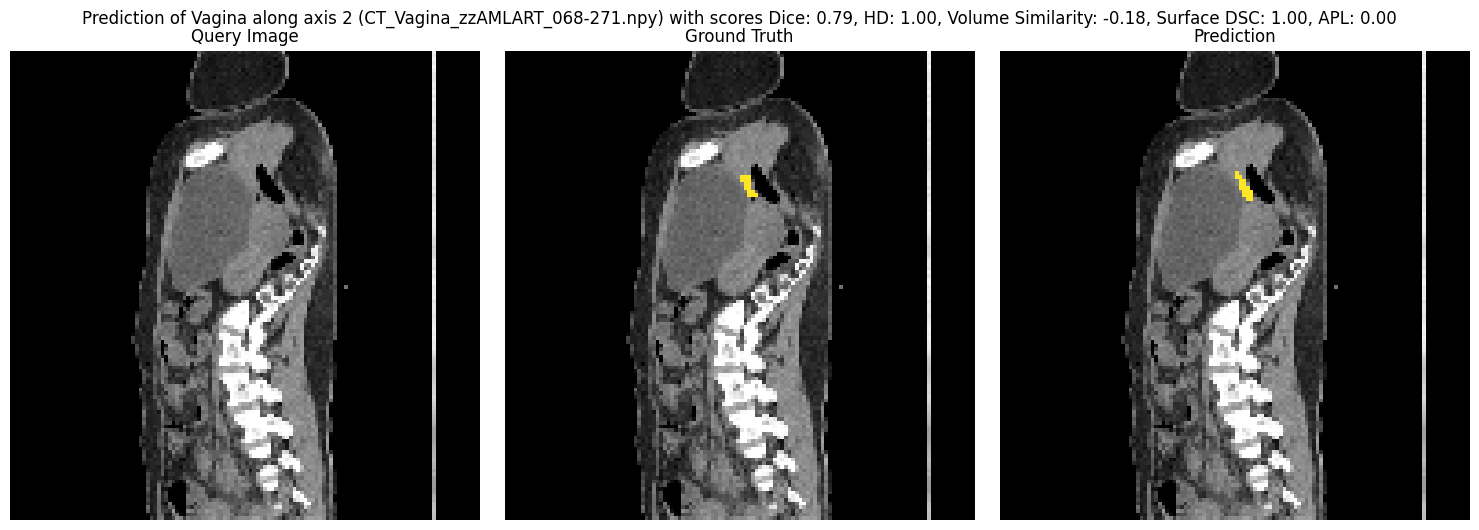 Prediction of Vagina along axis 2 (CT_Vagina_zzAMLART_068-271.npy) with scores Dice: 0.79, HD: 1.00, Volume Similarity: -0.18, Surface DSC: 1.00, APL: 0.00
Query Image
Ground Truth
Prediction